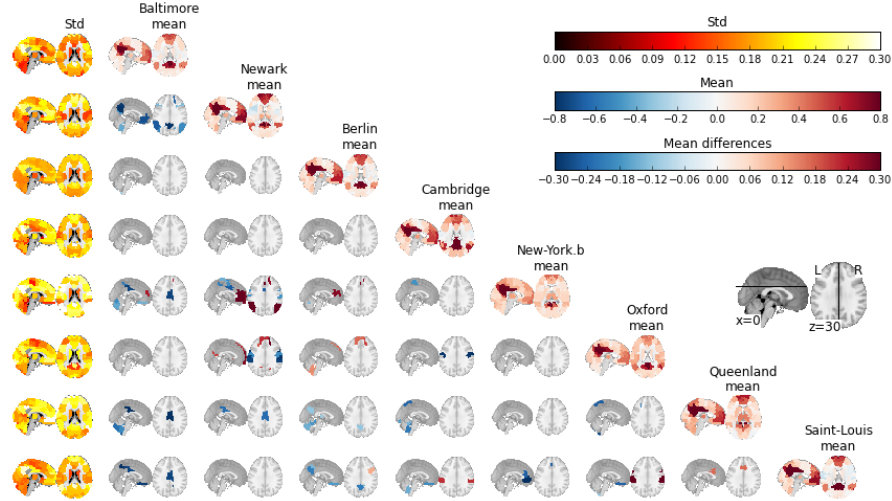 Std
Baltimore
mean
Newark
mean
Berlin
mean
Cambridge
mean
New-York.b
mean
Oxford
mean
Queenland
mean
Saint-Louis
mean
Std
0.00 0.03 0.06 0.09 0.12 0.15 0.18 0.21 0.24 0.27 0.30
Mean
−0.8 −0.6 −0.4 −0.2 0.0 0.2 0.4 0.6 0.8
Mean differences
−0.30 −0.24 −0.18 −0.12 −0.06 0.00 0.06 0.12 0.18 0.24 0.30
L R
x=0 z=30